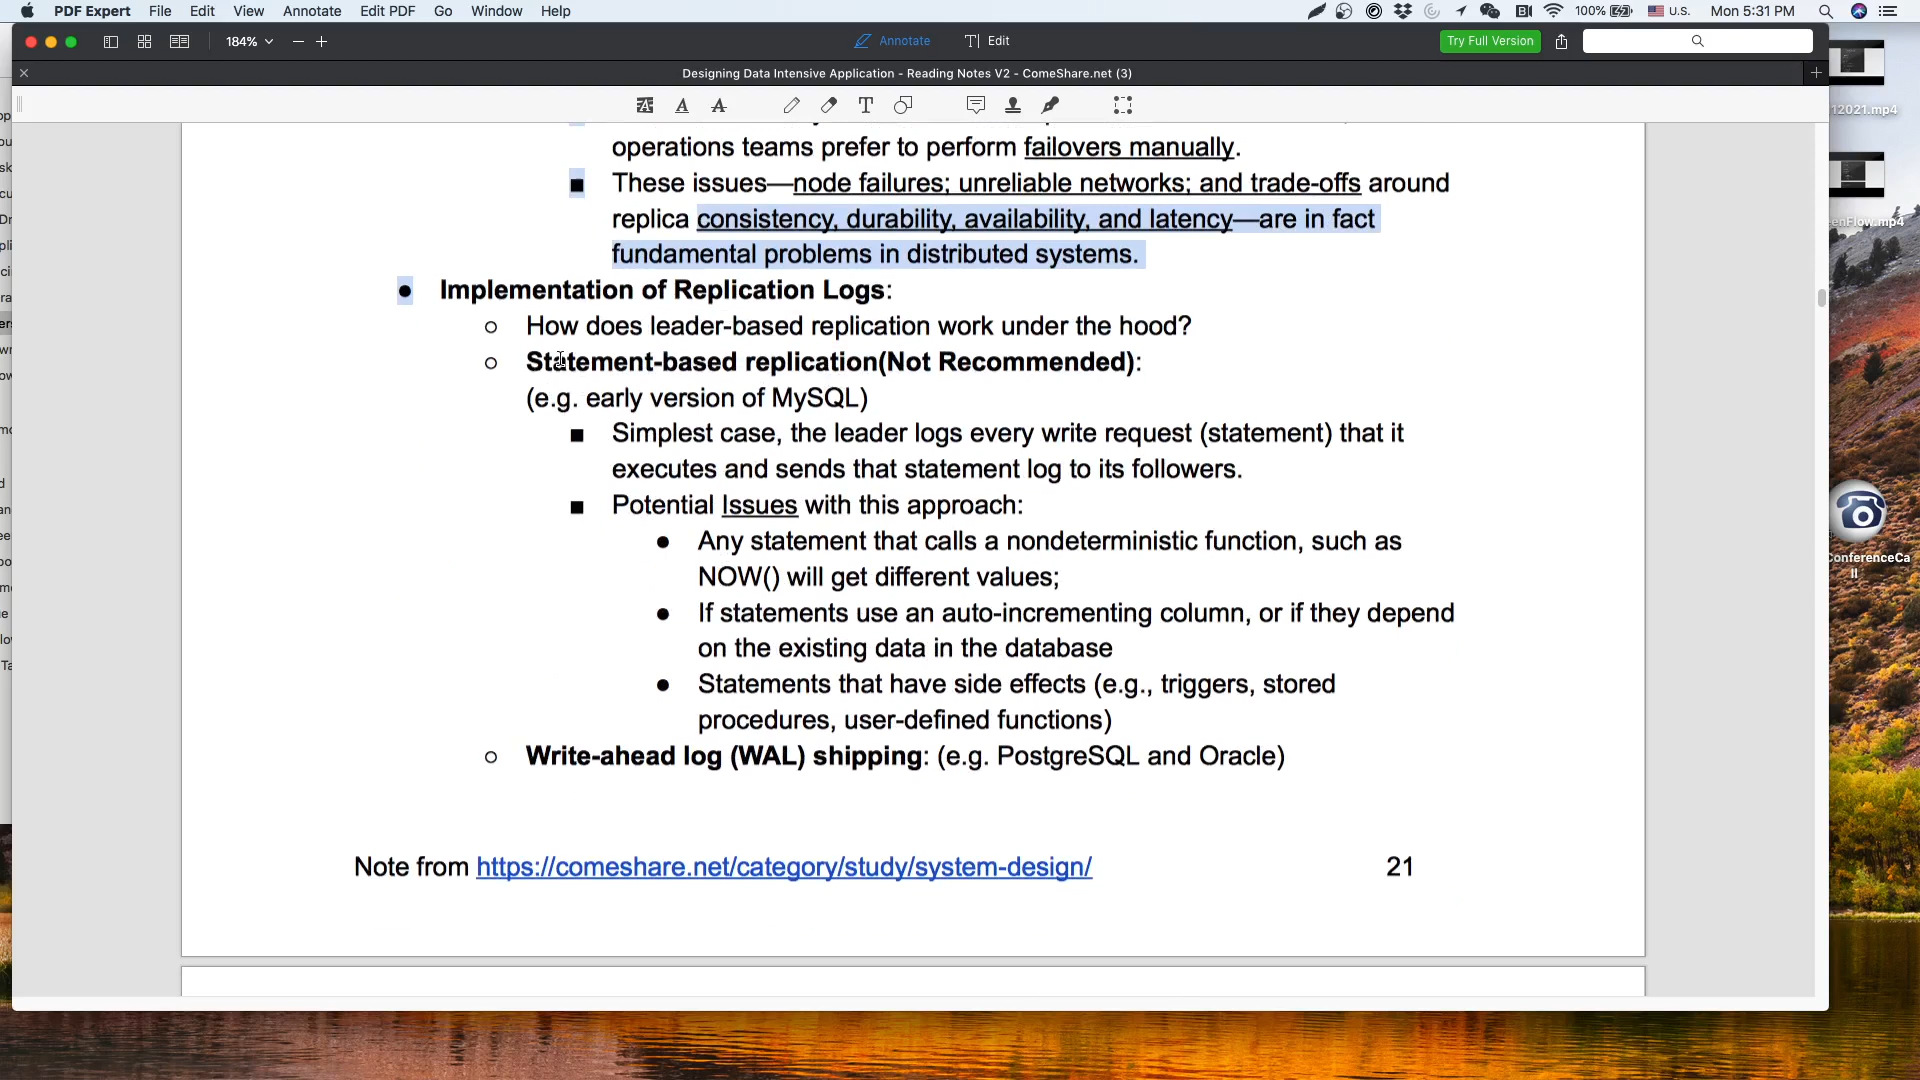 PDF Expert File Edit View Annotate Edit PDF Go Window Help 100% U.S. Mon 5:31 PM
184% Annotate Edit Try Full Version
Designing Data Intensive Application - Reading Notes V2 - ComeShare.net (3)
operations teams prefer to perform failovers manually.
■ These issues—node failures; unreliable networks; and trade-offs around
replica consistency, durability, availability, and latency—are in fact
fundamental problems in distributed systems.
● Implementation of Replication Logs:
○ How does leader-based replication work under the hood?
○ Statement-based replication(Not Recommended):
(e.g. early version of MySQL)
■ Simplest case, the leader logs every write request (statement) that it
executes and sends that statement log to its followers.
■ Potential Issues with this approach:
● Any statement that calls a nondeterministic function, such as
NOW() will get different values;
● If statements use an auto-incrementing column, or if they depend
on the existing data in the database
● Statements that have side effects (e.g., triggers, stored
procedures, user-defined functions)
○ Write-ahead log (WAL) shipping: (e.g. PostgreSQL and Oracle)
Note from https://comeshare.net/category/study/system-design/ 21
12021.mp4
enFlow.mp4
ConferenceCa
ll